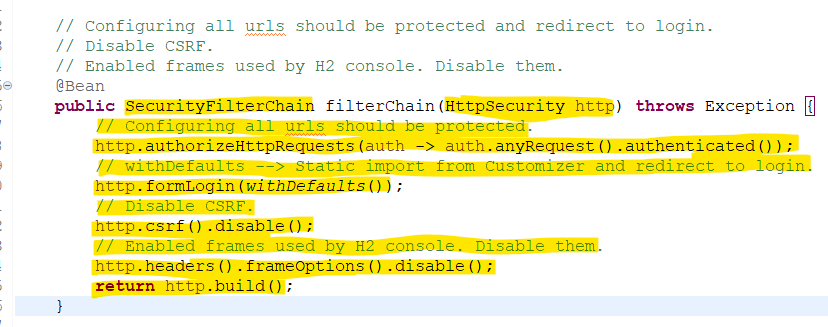 // Configuring all urls should be protected and redirect to login.
// Disable CSRF.
// Enabled frames used by H2 console. Disable them.
@Bean
public SecurityFilterChain filterChain(HttpSecurity http) throws Exception {
// Configuring all urls should be protected.
http.authorizeHttpRequests(auth -> auth.anyRequest().authenticated());
// withDefaults --> Static import from Customizer and redirect to login.
http.formLogin(withDefaults());
// Disable CSRF.
http.csrf().disable();
// Enabled frames used by H2 console. Disable them.
http.headers().frameOptions().disable();
return http.build();
}